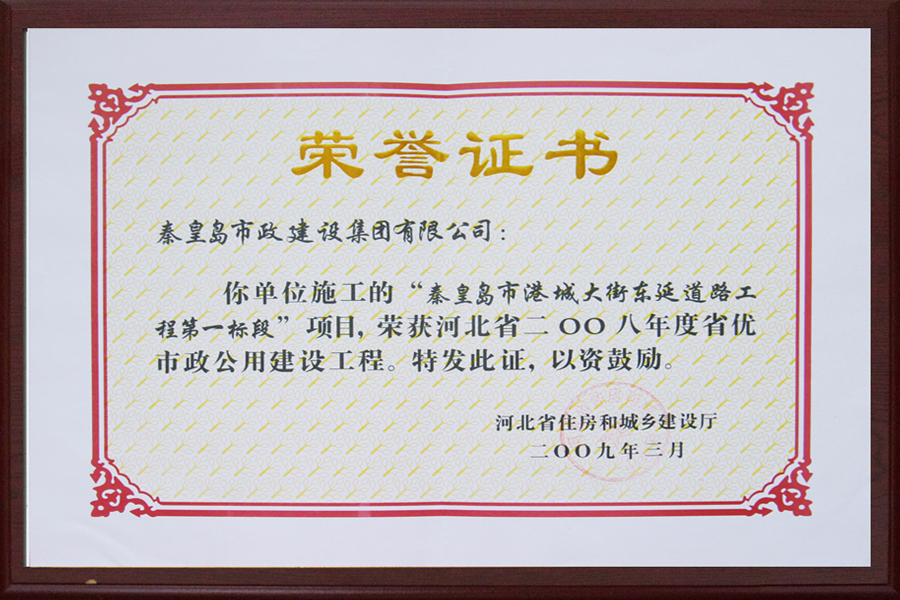 荣誉证书
秦皇岛市政建设集团有限公司：
你单位施工的“秦皇岛市港城大街东延道路工
程第一标段”项目，荣获河北省二OO八年度省优
市政公用建设工程。特发此证，以资鼓励。
河北省住房和城乡建设厅
二OO九年三月